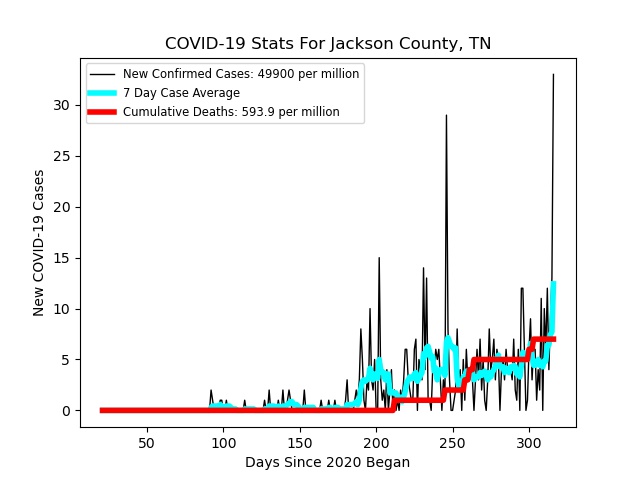 COVID-19 Stats For Jackson County, TN
New Confirmed Cases: 49900 per million
7 Day Case Average
Cumulative Deaths: 593.9 per million
New COVID-19 Cases
30
25
20
15
10
5
0
50
100
150
200
250
300
Days Since 2020 Began